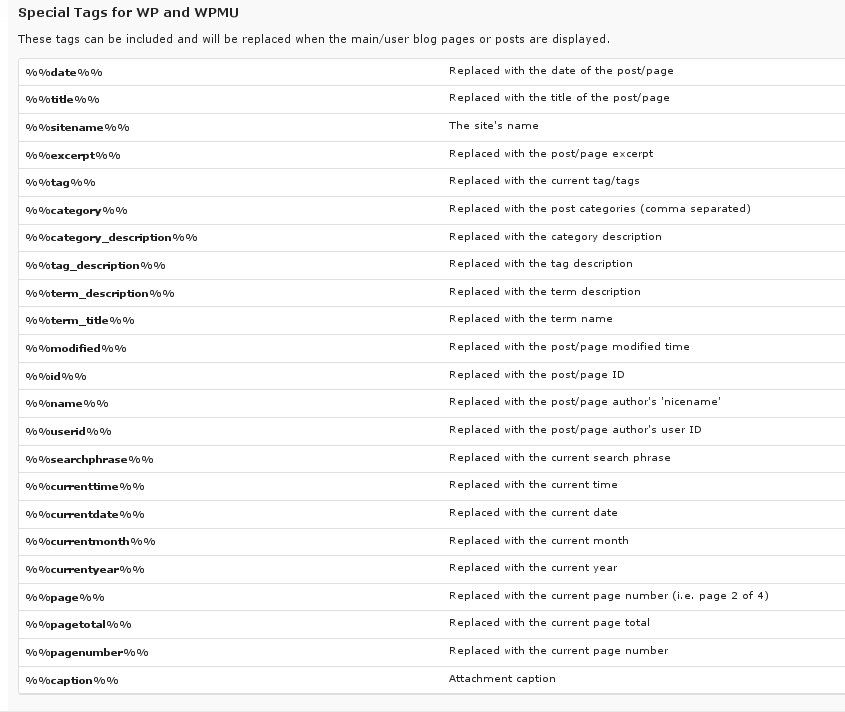 Special Tags for WP and WPMU
These tags can be included and will be replaced when the main/user blog pages or posts are displayed.
%%date%% Replaced with the date of the post/page
%%title%% Replaced with the title of the post/page
%%sitename%% The site's name
%%excerpt%% Replaced with the post/page excerpt
%%tag%% Replaced with the current tag/tags
%%category%% Replaced with the post categories (comma separated)
%%category_description%% Replaced with the category description
%%tag_description%% Replaced with the tag description
%%term_description%% Replaced with the term description
%%term_title%% Replaced with the term name
%%modified%% Replaced with the post/page modified time
%%id%% Replaced with the post/page ID
%%name%% Replaced with the post/page author's 'nicename'
%%userid%% Replaced with the post/page author's user ID
%%searchphrase%% Replaced with the current search phrase
%%currenttime%% Replaced with the current time
%%currentdate%% Replaced with the current date
%%currentmonth%% Replaced with the current month
%%currentyear%% Replaced with the current year
%%page%% Replaced with the current page number (i.e. page 2 of 4)
%%pagetotal%% Replaced with the current page total
%%pagenumber%% Replaced with the current page number
%%caption%% Attachment caption